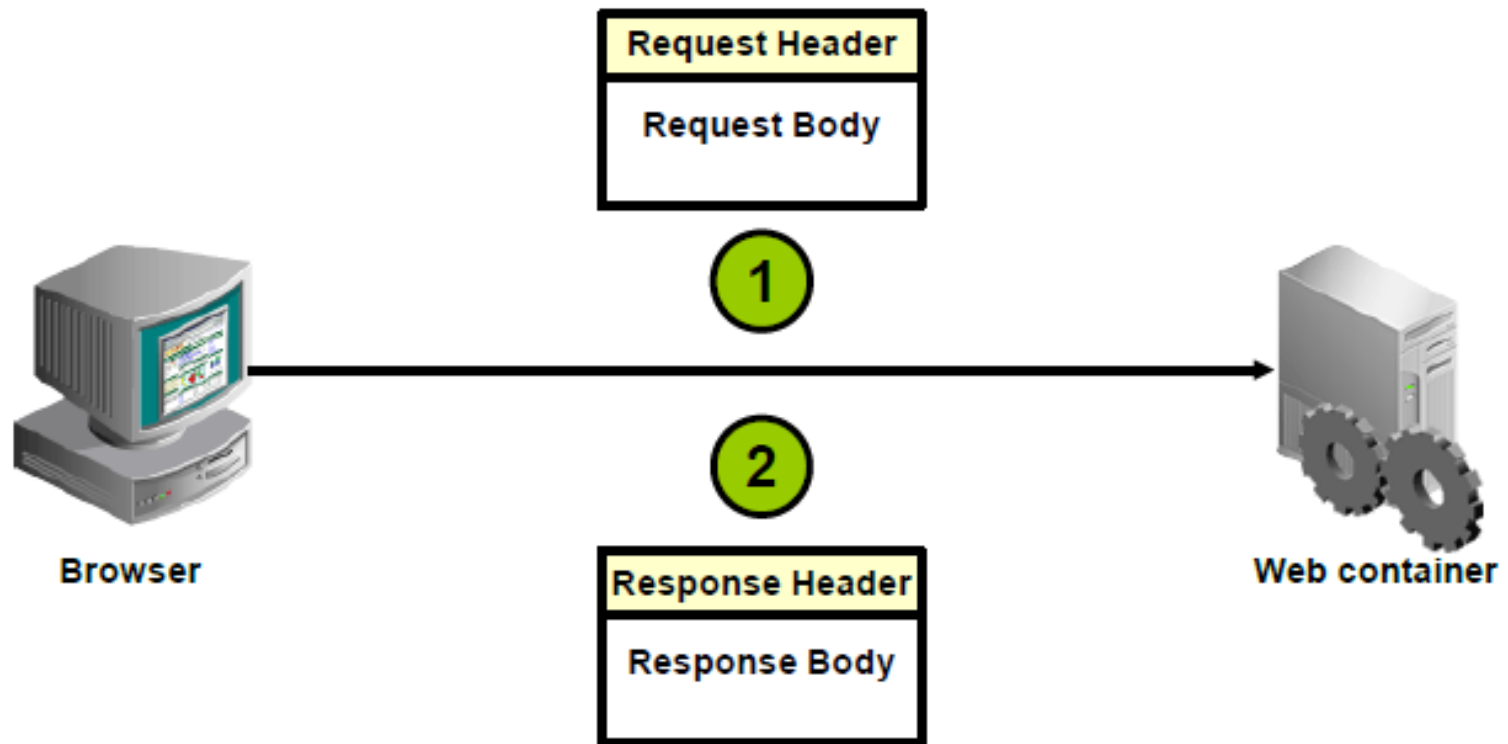 Request Header
Request Body
1
2
Browser
Web container
Response Header
Response Body